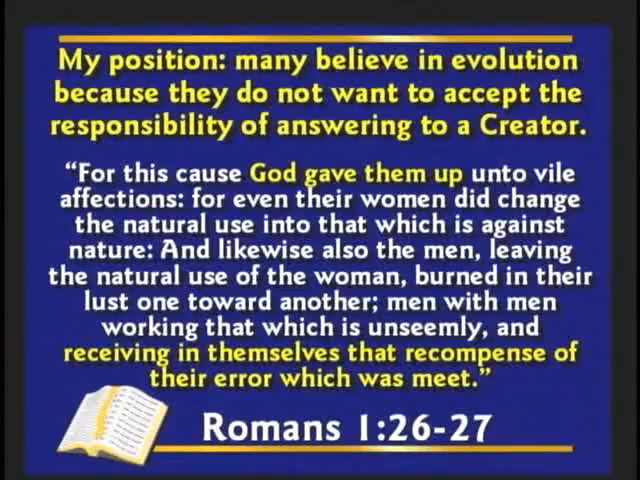 My position: many believe in evolution
because they do not want to accept the
responsibility of answering to a Creator.
“For this cause God gave them up unto vile
affections: for even their women did change
the natural use into that which is against
nature: And likewise also the men, leaving
the natural use of the woman, burned in their
lust one toward another; men with men
working that which is unseemly, and
receiving in themselves that recompense of
their error which was meet.”
Romans 1:26-27